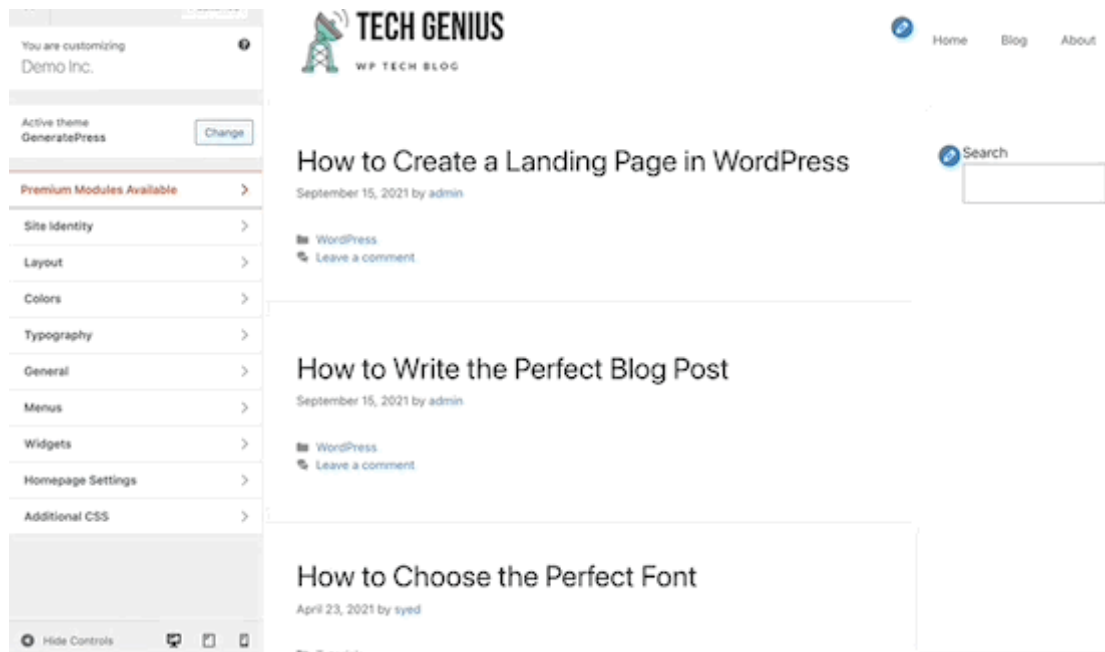 You are customizing
Demo Inc.
Active theme
GeneratePress
Change
Premium Modules Available
Site Identity
Layout
Colors
Typography
General
Menus
Widgets
Homepage Settings
Additional CSS
Hide Controls
TECH GENIUS
WP TECH BLOG
Home Blog About
How to Create a Landing Page in WordPress
September 15, 2021 by admin
WordPress
Leave a comment
How to Write the Perfect Blog Post
September 15, 2021 by admin
WordPress
Leave a comment
How to Choose the Perfect Font
April 23, 2021 by syed
Search